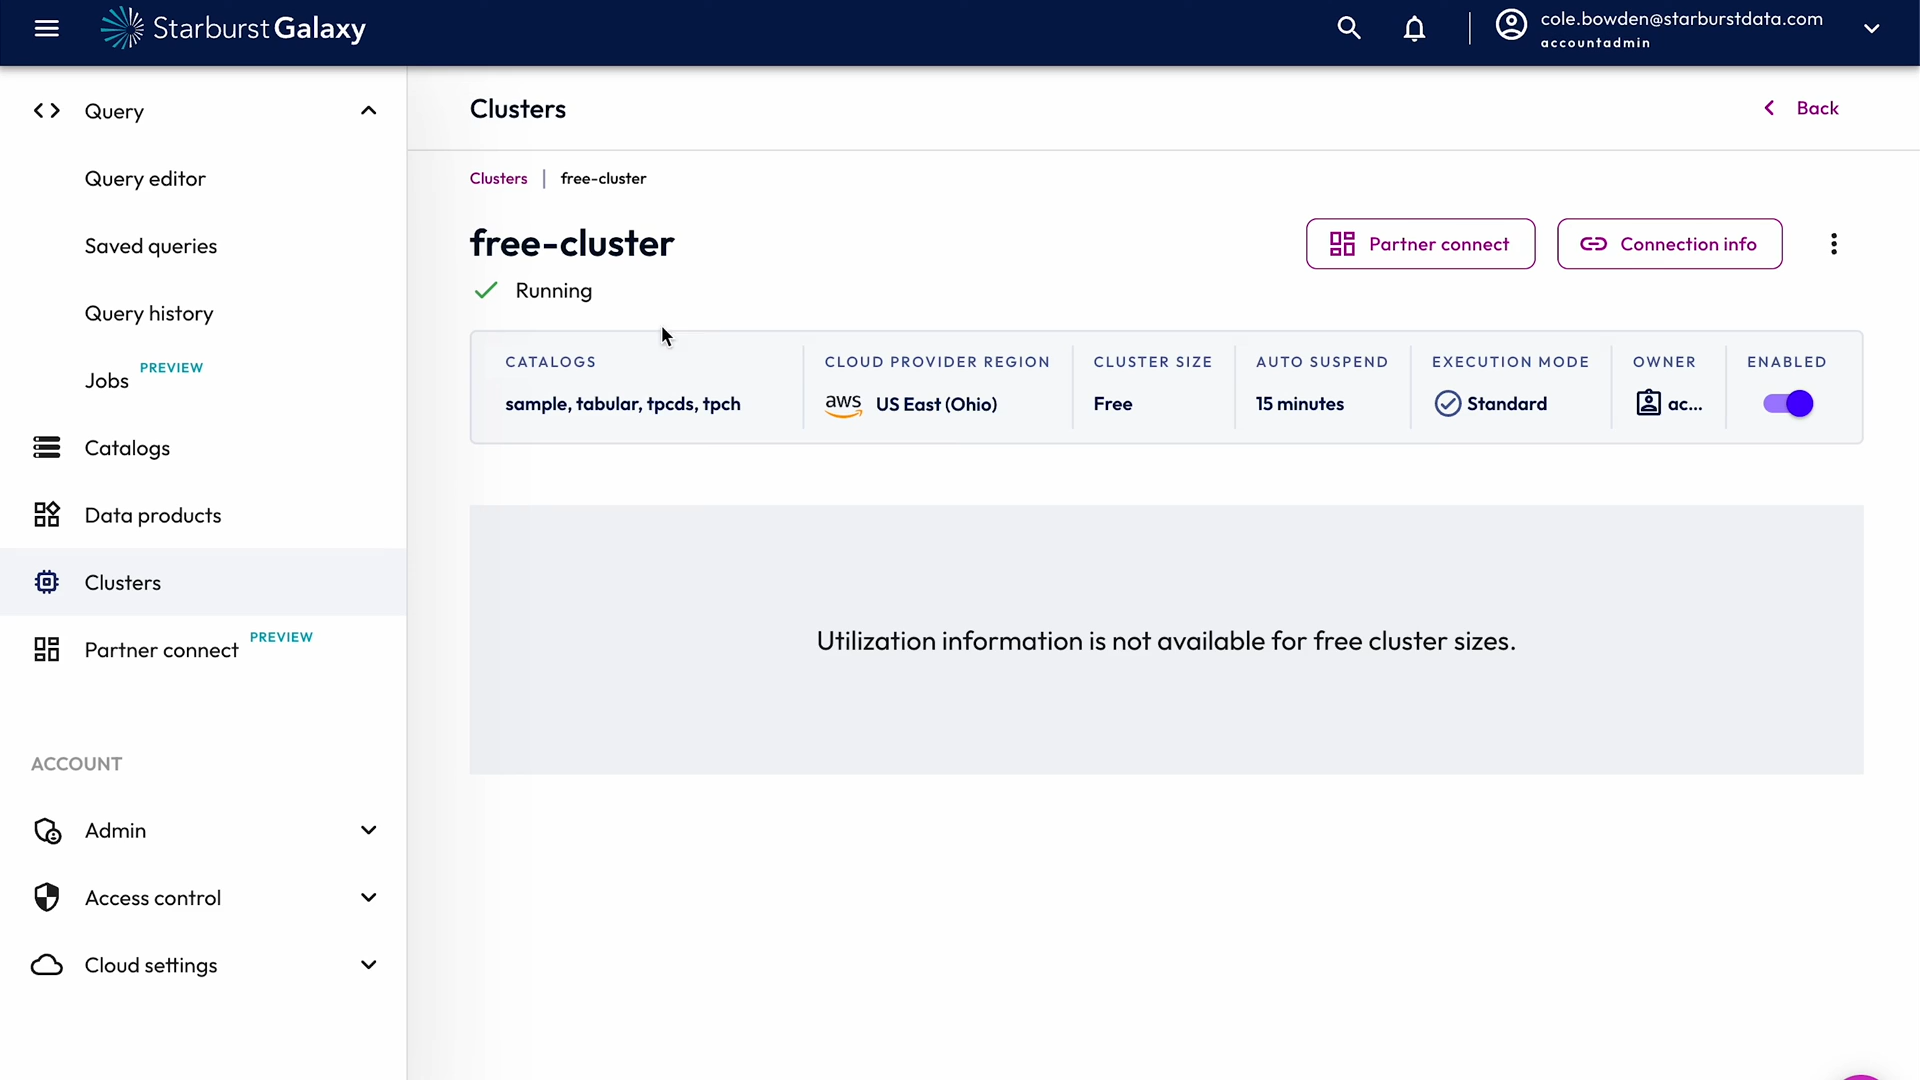 Starburst Galaxy
cole.bowden@starburstdata.com
accountadmin
Query
Query editor
Saved queries
Query history
Jobs PREVIEW
Catalogs
Data products
Clusters
Partner connect PREVIEW
ACCOUNT
Admin
Access control
Cloud settings
Clusters
Back
Clusters | free-cluster
free-cluster
Running
Partner connect
Connection info
CATALOGS
sample, tabular, tpcds, tpch
CLOUD PROVIDER REGION
aws US East (Ohio)
CLUSTER SIZE
Free
AUTO SUSPEND
15 minutes
EXECUTION MODE
Standard
OWNER
ac...
ENABLED
Utilization information is not available for free cluster sizes.